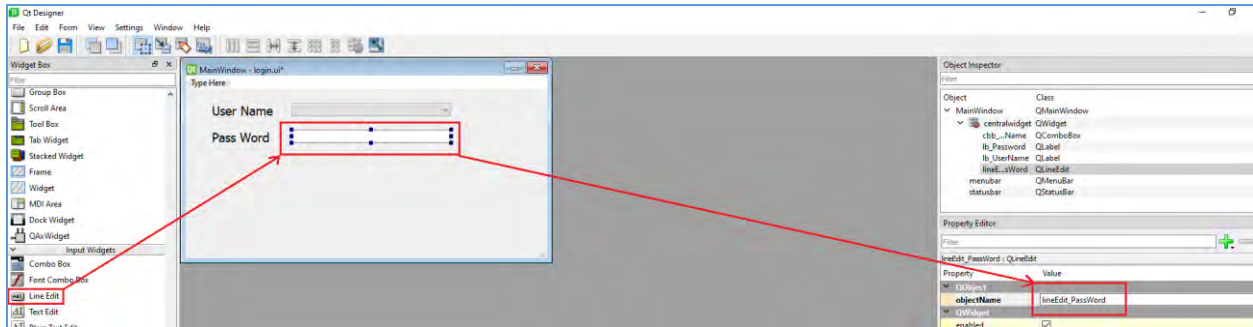 Qt Designer
File Edit Form View Settings Window Help
Widget Box
Filter
Group Box
Scroll Area
Tool Box
Tab Widget
Stacked Widget
Frame
Widget
MDI Area
Dock Widget
QAxWidget
Input Widgets
Combo Box
Font Combo Box
Line Edit
Text Edit
Plain Text Edit
MainWindow - login.ui*
Type Here
User Name
Pass Word
Object Inspector
Filter
Object Class
MainWindow QMainWindow
centralwidget QWidget
cbb_...Name QComboBox
lb_Password QLabel
lb_UserName QLabel
lineE...sWord QLineEdit
menubar QMenuBar
statusbar QStatusBar
Property Editor
Filter
lineEdit_PassWord : QLineEdit
Property Value
QObject
objectName lineEdit_PassWord
QWidget
enabled